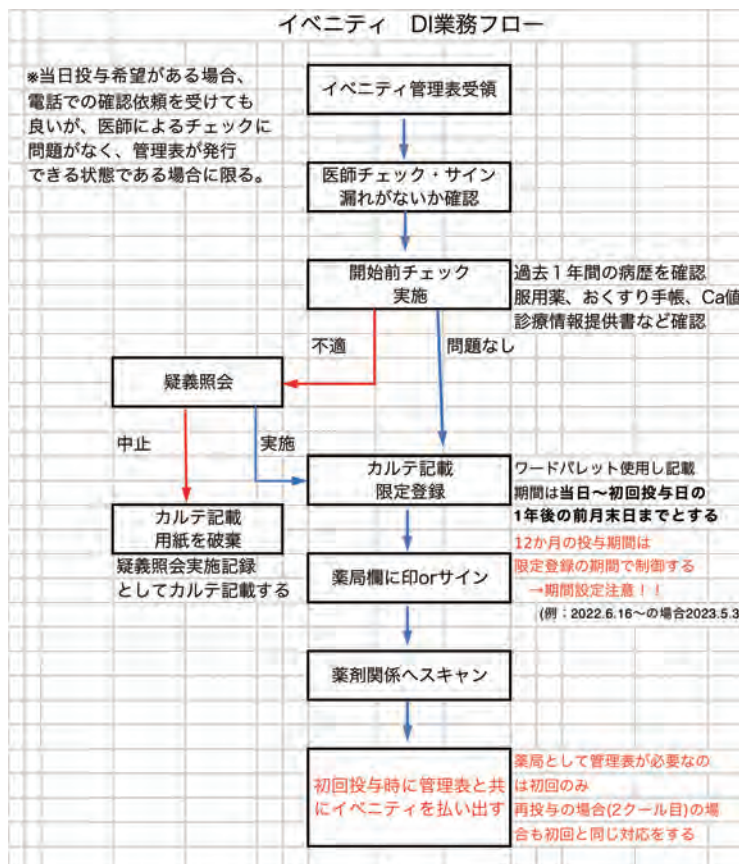 イベニティ　DI業務フロー
※当日投与希望がある場合、
電話での確認依頼を受けても
良いが、医師によるチェックに
問題がなく、管理表が発行
できる状態である場合に限る。
イベニティ管理表受領
医師チェック・サイン
漏れがないか確認
開始前チェック
実施
過去１年間の病歴を確認
服用薬、おくすり手帳、Ca値
診療情報提供書など確認
不適
問題なし
疑義照会
中止
実施
カルテ記載
限定登録
ワードパレット使用し記載
期間は当日〜初回投与日の
1年後の前月末日までとする
カルテ記載
用紙を破棄
疑義照会実施記録
としてカルテ記載する
12か月の投与期間は
限定登録の期間で制御する
→期間設定注意！！
(例：2022.6.16〜の場合2023.5.3
薬局欄に印orサイン
薬剤関係へスキャン
初回投与時に管理表と共
にイベニティを払い出す
薬局として管理表が必要なの
は初回のみ
再投与の場合(2クール目)の場
合も初回と同じ対応をする